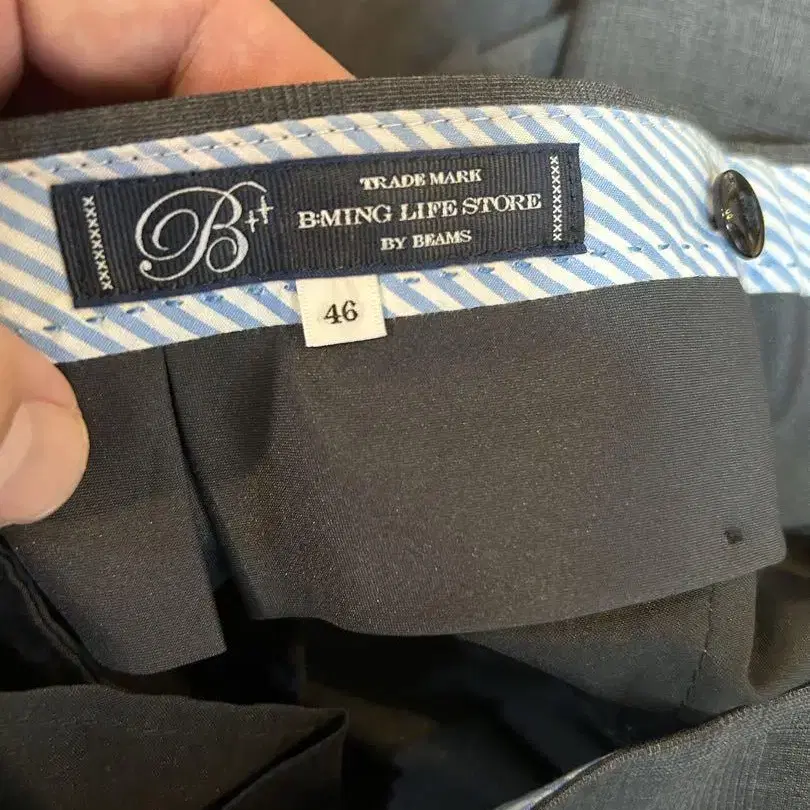 B++
TRADE MARK
B:MING LIFE STORE
BY BEAMS
46